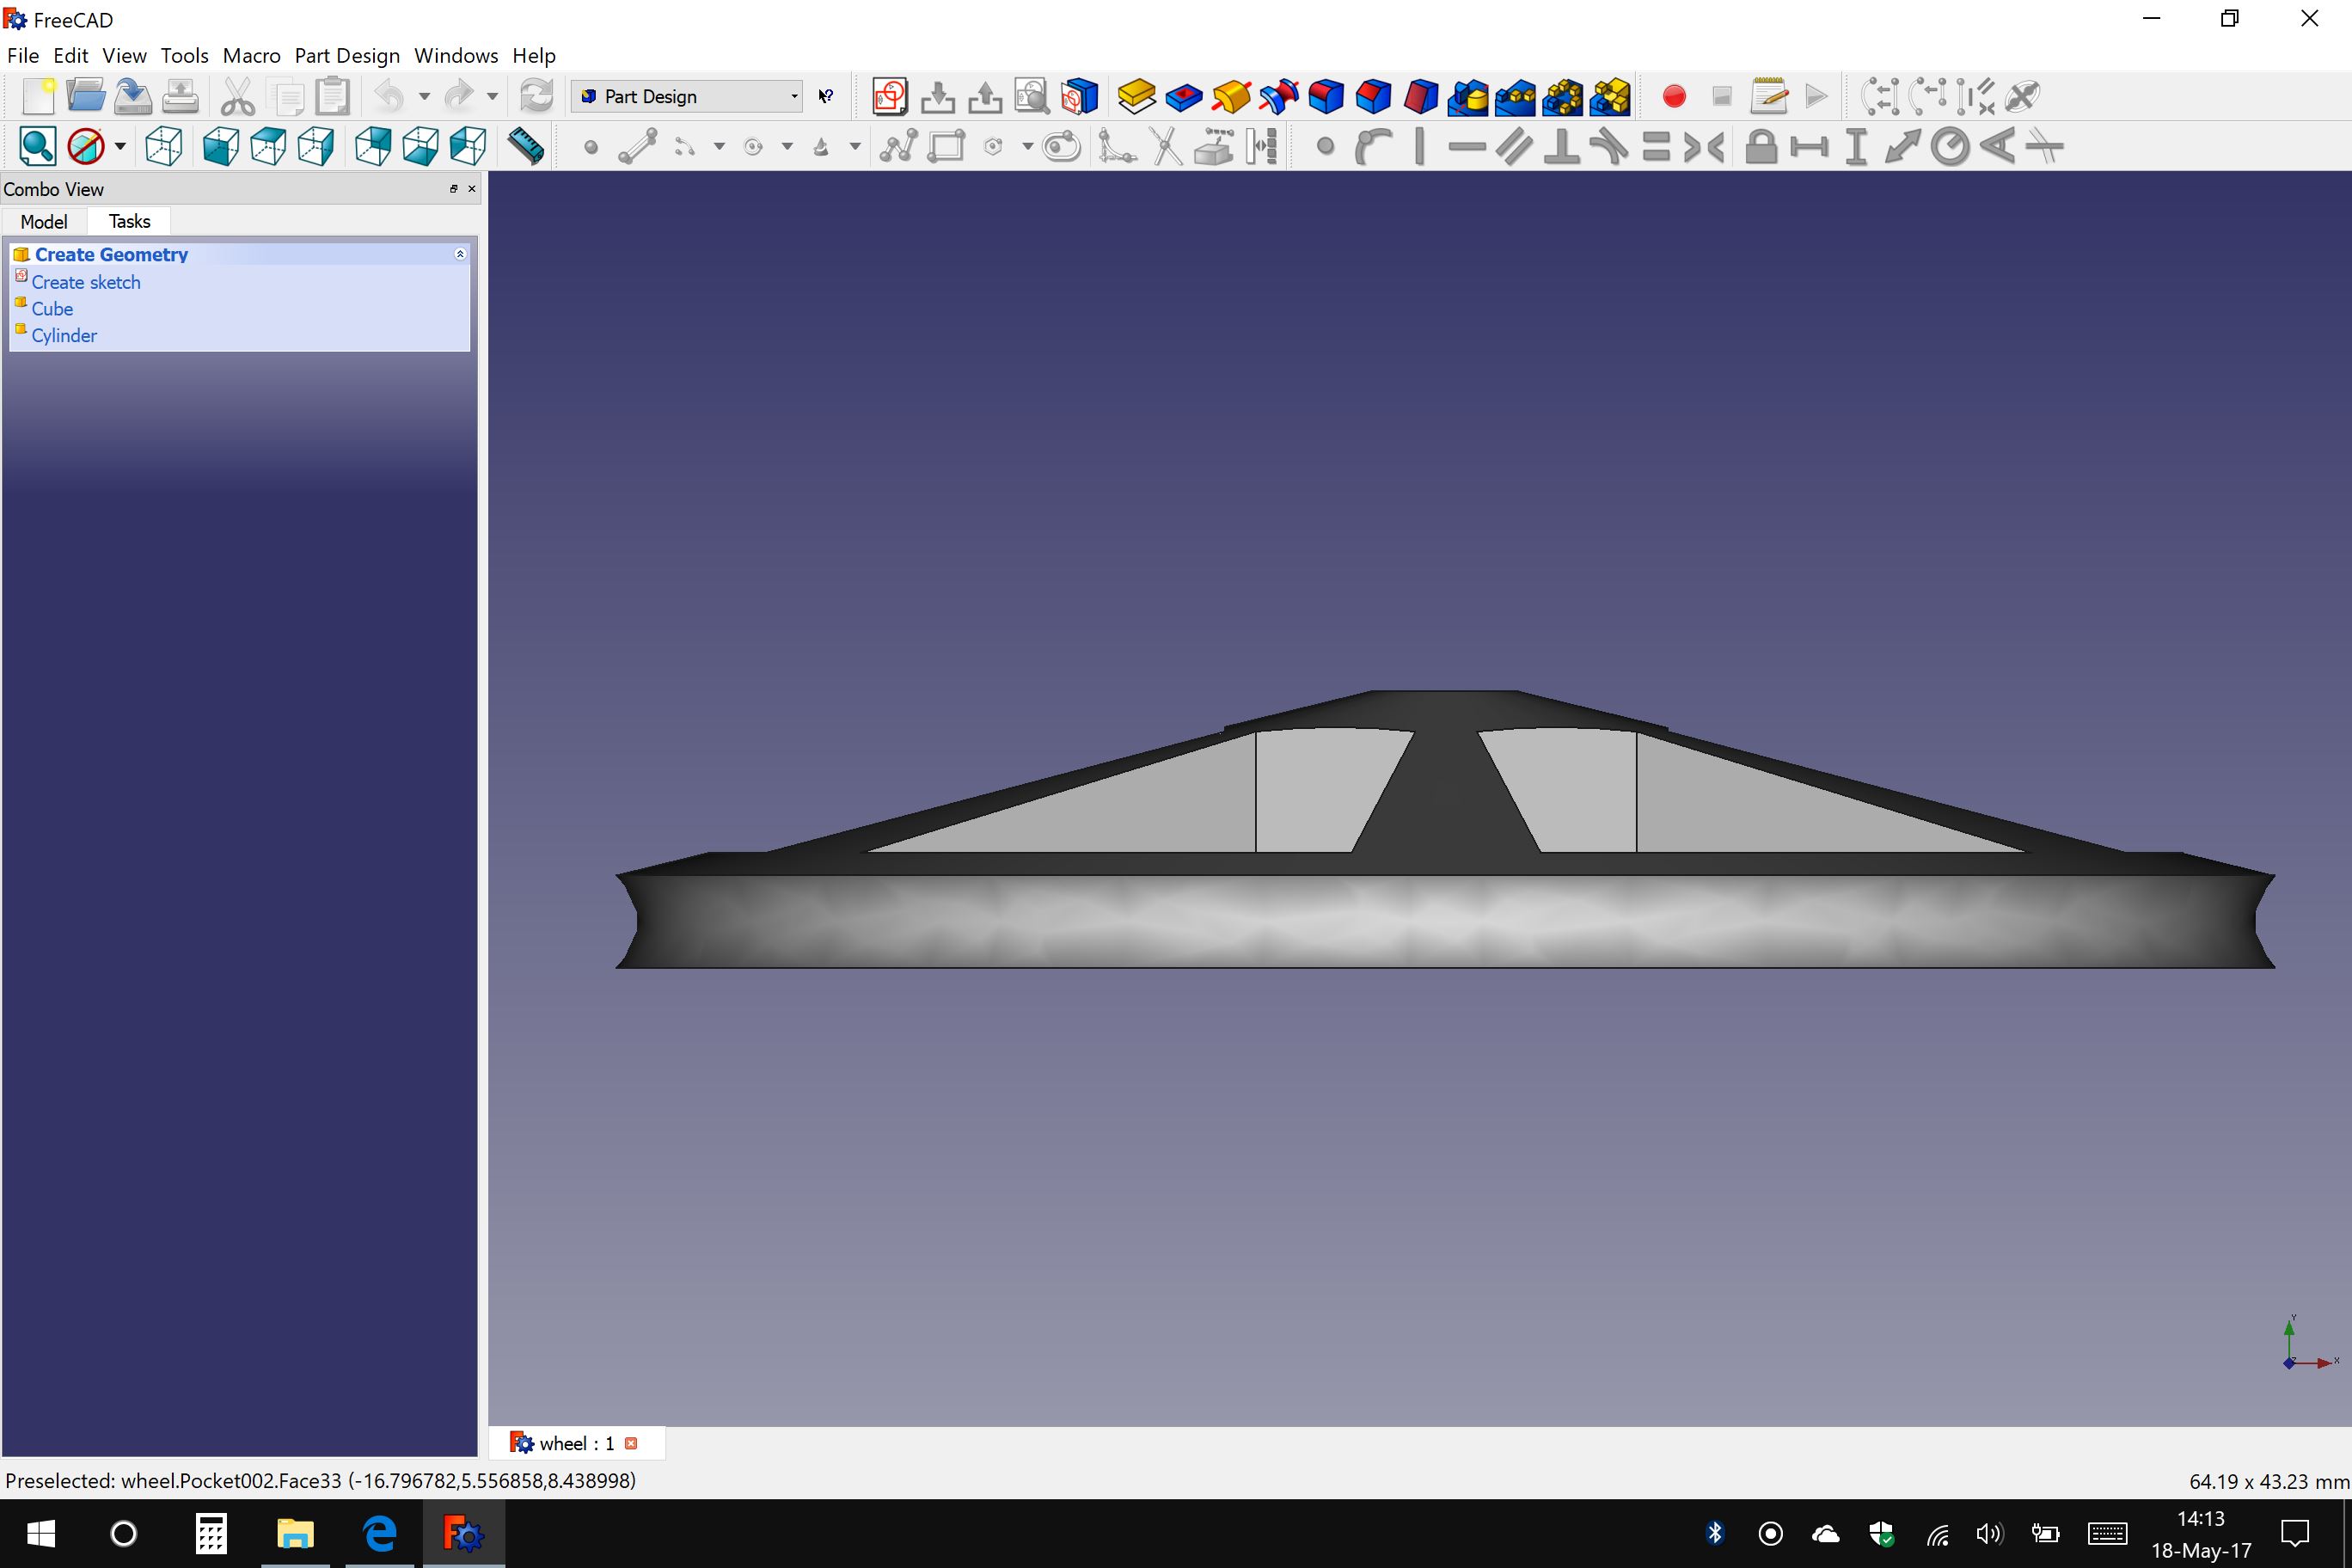 FreeCAD
File Edit View Tools Macro Part Design Windows Help
Part Design
Combo View
Model Tasks
Create Geometry
Create sketch
Cube
Cylinder
Y
X
wheel : 1
Preselected: wheel.Pocket002.Face33 (-16.796782,5.556858,8.438998)
64.19 x 43.23 mm
14:13
18-May-17